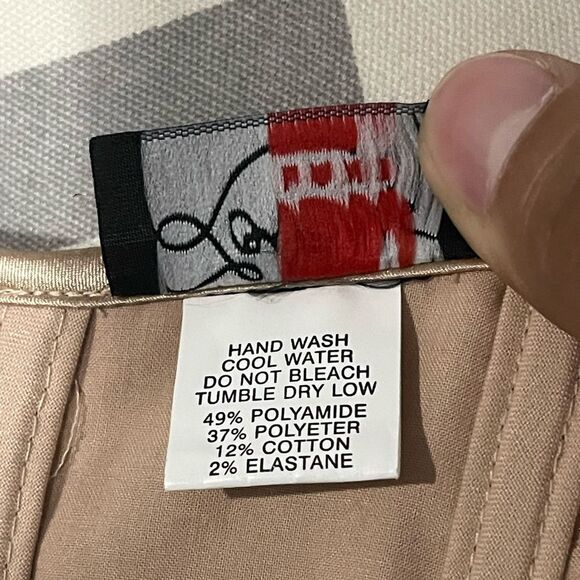 HAND WASH
COOL WATER
DO NOT BLEACH
TUMBLE DRY LOW
49% POLYAMIDE
37% POLYETER
12% COTTON
2% ELASTANE